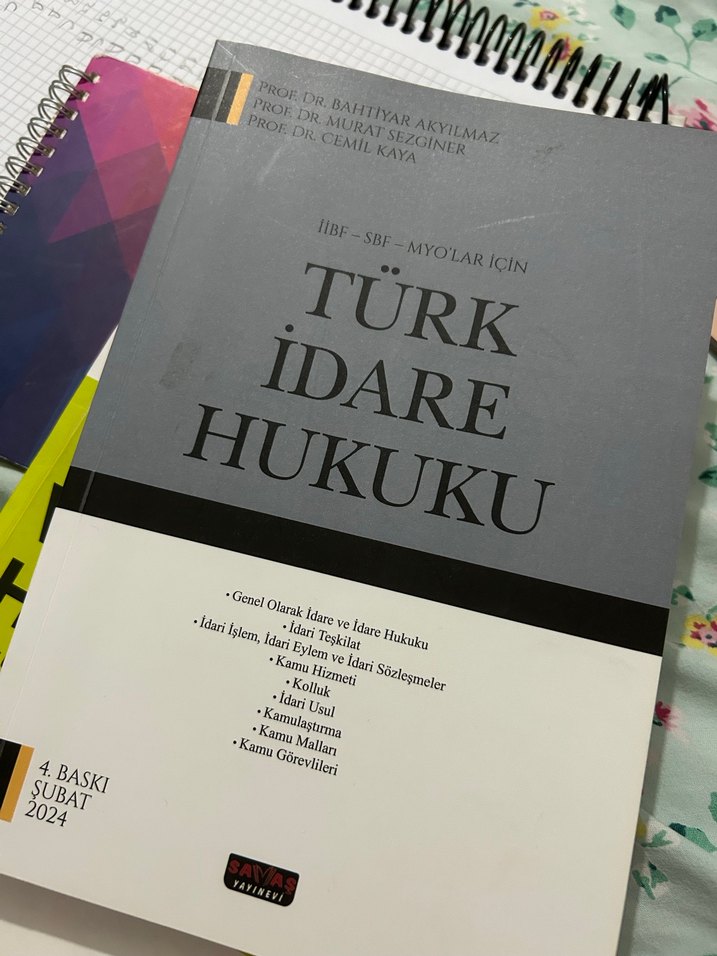 PROF. DR. BAHTİYAR AKYILMAZ
PROF. DR. MURAT SEZGİNER
PROF. DR. CEMİL KAYA
İİBF – SBF – MYO'LAR İÇİN
TÜRK
İDARE
HUKUKU
• Genel Olarak İdare ve İdare Hukuku
• İdari Teşkilat
• İdari İşlem, İdari Eylem ve İdari Sözleşmeler
• Kamu Hizmeti
• Kolluk
• İdari Usul
• Kamulaştırma
• Kamu Malları
• Kamu Görevlileri
4. BASKI
ŞUBAT
2024
SAVAŞ
YAYINEVİ